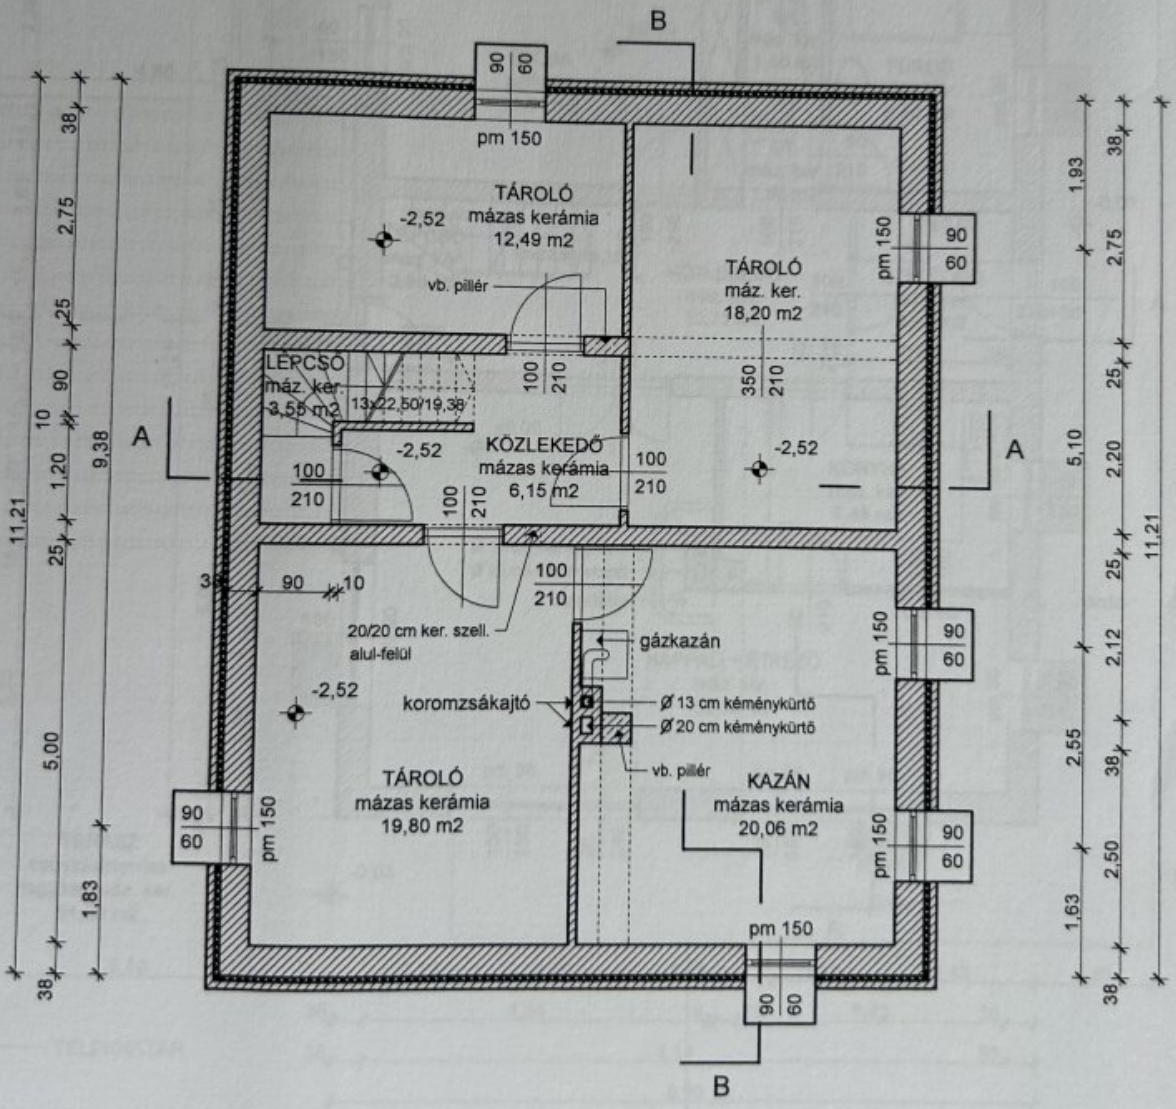 B
90
60
pm 150
TÁROLÓ
mázas kerámia
12,49 m2
-2,52
vb. pillér
TÁROLÓ
máz. ker.
18,20 m2
pm 150
90
60
LÉPCSŐ
máz. ker.
3,55 m2
13x22,50/19,38
100
210
350
210
A
A
-2,52
KÖZLEKEDŐ
mázas kerámia
6,15 m2
100
210
100
210
-2,52
100
210
38
90
10
100
210
20/20 cm ker. szell.
alul-felül
gázkazán
pm 150
90
60
-2,52
koromzsákajtó
Ø 13 cm kéménykürtő
Ø 20 cm kéménykürtő
vb. pillér
TÁROLÓ
mázas kerámia
19,80 m2
KAZÁN
mázas kerámia
20,06 m2
90
60
pm 150
pm 150
90
60
pm 150
90
60
B
11,21
38
2,75
25
90
10
1,20
25
5,00
38
9,38
1,83
1,93
5,10
2,55
1,63
38
2,75
25
2,20
25
2,12
38
2,50
38
11,21